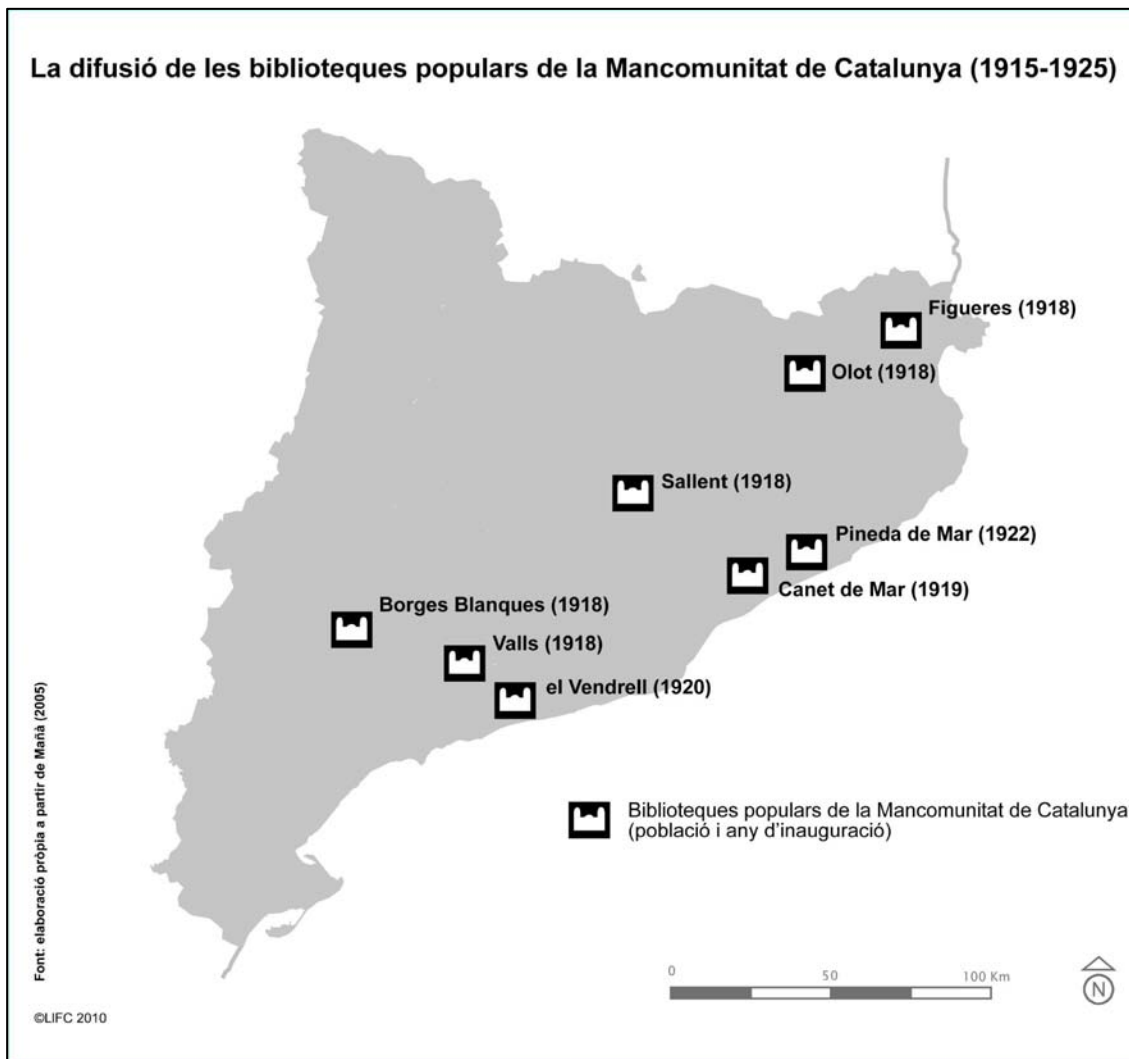 La difusió de les biblioteques populars de la Mancomunitat de Catalunya (1915-1925)
Figueres (1918)
Olot (1918)
Sallent (1918)
Pineda de Mar (1922)
Canet de Mar (1919)
Borges Blanques (1918)
Valls (1918)
el Vendrell (1920)
Biblioteques populars de la Mancomunitat de Catalunya
(població i any d'inauguració)
Font: elaboració pròpia a partir de Mañà (2005)
0 50 100 Km
N
©LIFC 2010